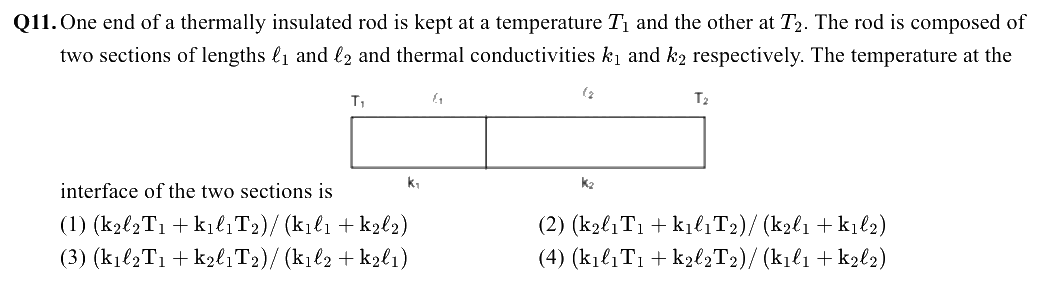 Q11. One end of a thermally insulated rod is kept at a temperature T₁ and the other at T₂. The rod is composed of
two sections of lengths ℓ₁ and ℓ₂ and thermal conductivities k₁ and k₂ respectively. The temperature at the
T₁ ℓ₁ ℓ₂ T₂
k₁ k₂
interface of the two sections is
(1) (k₂ℓ₂T₁ + k₁ℓ₁T₂)/(k₁ℓ₁ + k₂ℓ₂) (2) (k₂ℓ₁T₁ + k₁ℓ₁T₂)/(k₂ℓ₁ + k₁ℓ₂)
(3) (k₁ℓ₂T₁ + k₂ℓ₁T₂)/(k₁ℓ₂ + k₂ℓ₁) (4) (k₁ℓ₁T₁ + k₂ℓ₂T₂)/(k₁ℓ₁ + k₂ℓ₂)